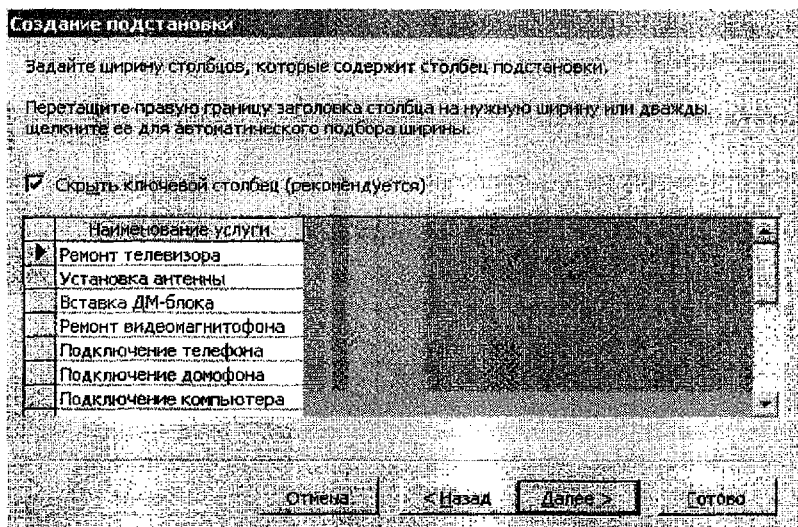 Создание подстановки
Задайте ширину столбцов, которые содержит столбец подстановки.
Перетащите правую границу заголовка столбца на нужную ширину или дважды
щелкните ее для автоматического подбора ширины.
Скрыть ключевой столбец (рекомендуется)
Наименование услуги
Ремонт телевизора
Установка антенны
Вставка ДМ-блока
Ремонт видеомагнитофона
Подключение телефона
Подключение домофона
Подключение компьютера
Отмена < Назад Далее > Готово